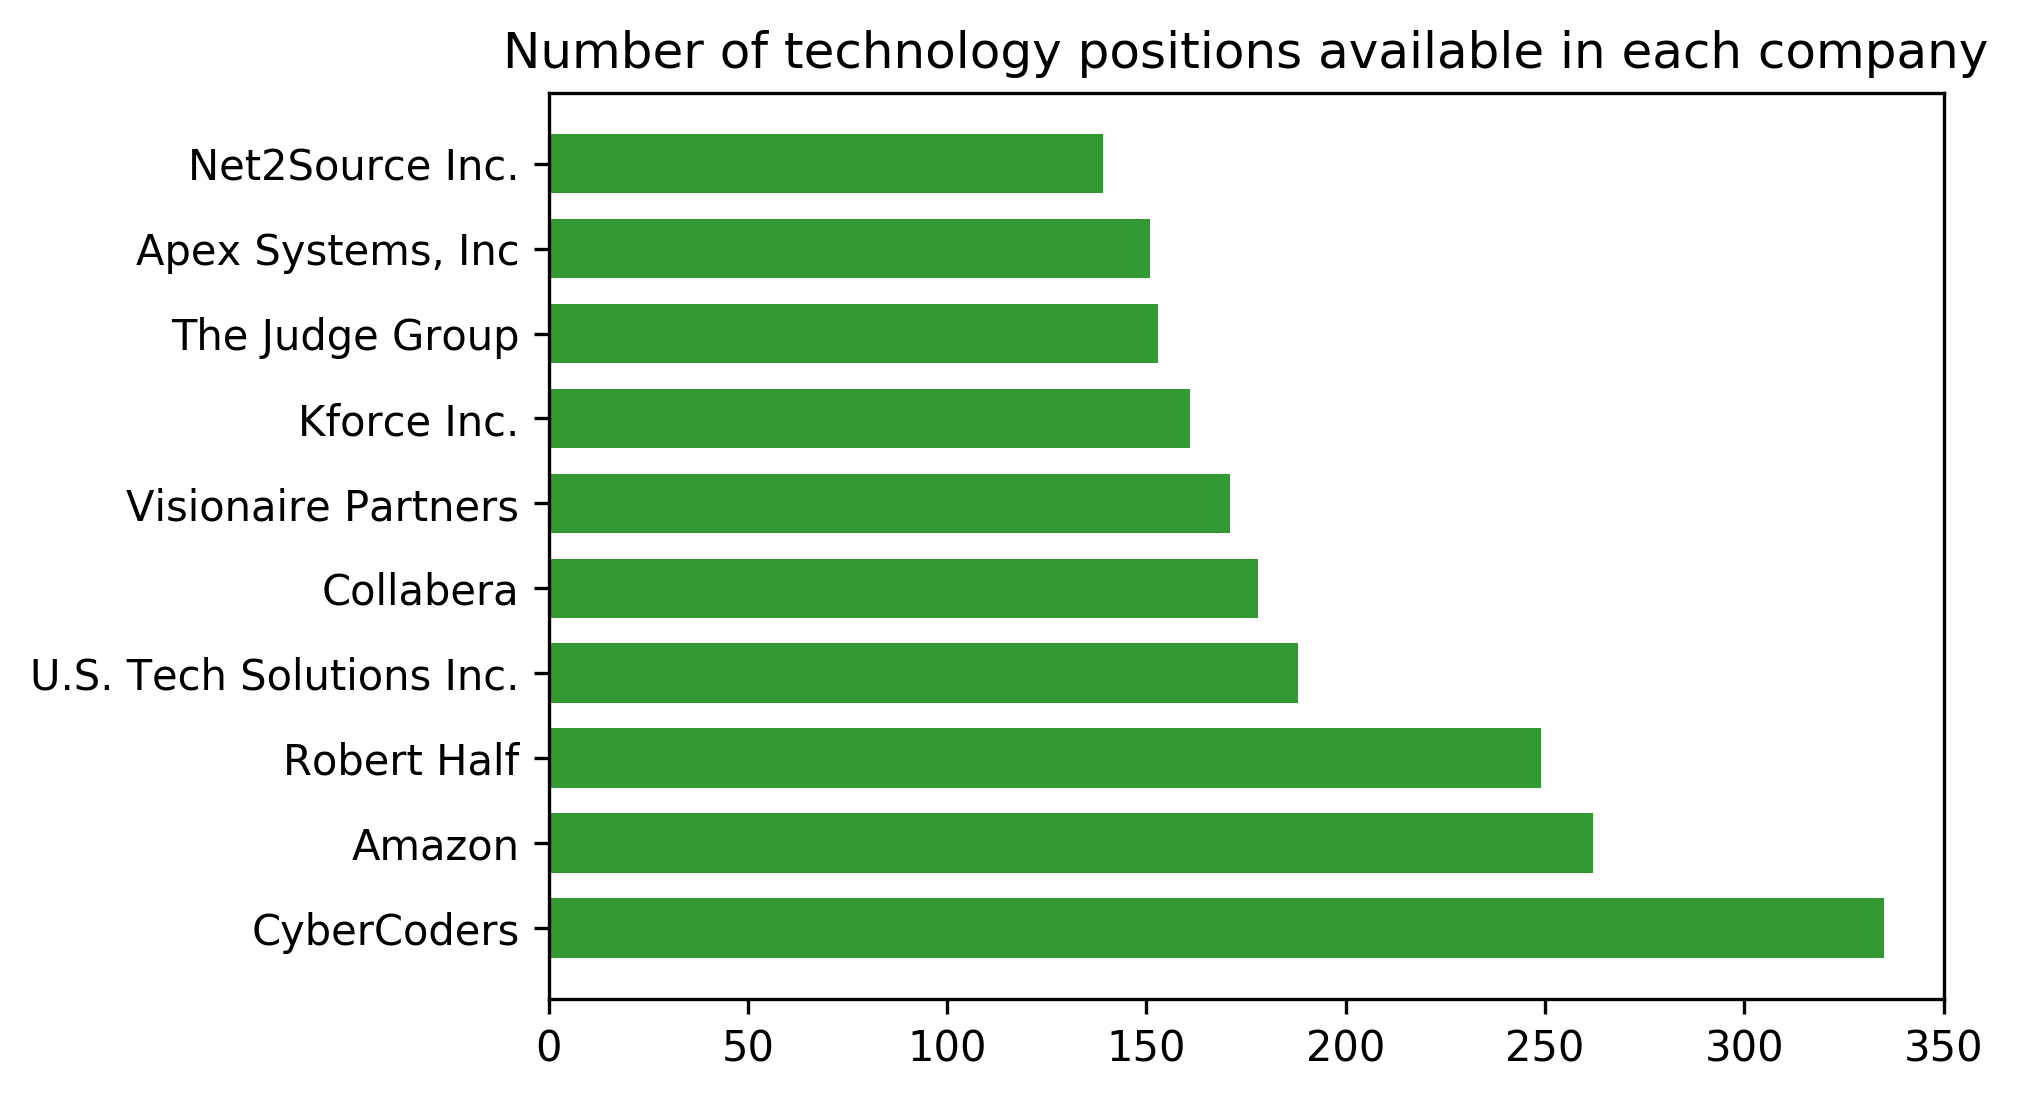 Number of technology positions available in each company
Net2Source Inc.
Apex Systems, Inc
The Judge Group
Kforce Inc.
Visionaire Partners
Collabera
U.S. Tech Solutions Inc.
Robert Half
Amazon
CyberCoders
0 50 100 150 200 250 300 350